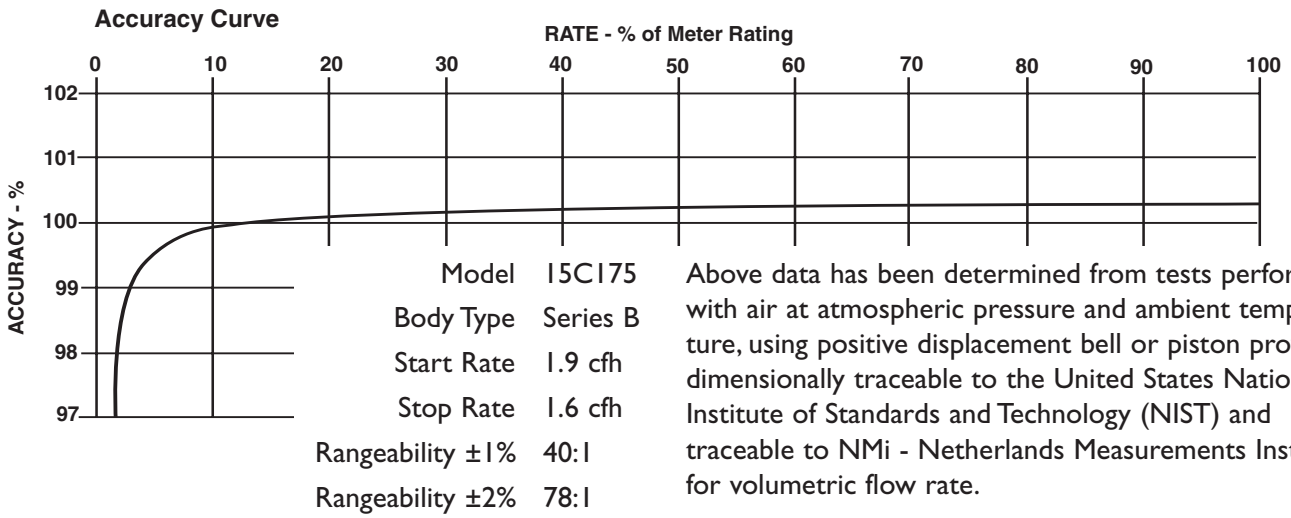 Accuracy Curve
RATE - % of Meter Rating
0 10 20 30 40 50 60 70 80 90 100
102
101
100
99
98
97
ACCURACY - %
Model 15C175
Body Type Series B
Start Rate 1.9 cfh
Stop Rate 1.6 cfh
Rangeability ±1% 40:1
Rangeability ±2% 78:1
Above data has been determined from tests perfor
with air at atmospheric pressure and ambient temp
ture, using positive displacement bell or piston pro
dimensionally traceable to the United States Natio
Institute of Standards and Technology (NIST) and
traceable to NMi - Netherlands Measurements Inst
for volumetric flow rate.